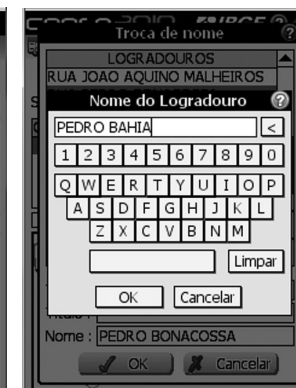 Troca de nome ?
LOGRADOUROS
RUA JOAO AQUINO MALHEIROS
Nome do Logradouro ?
PEDRO BAHIA <
1 2 3 4 5 6 7 8 9 0
Q W E R T Y U I O P
A S D F G H J K L
Z X C V B N M
Limpar
OK Cancelar
Nome : PEDRO BONACOSSA
OK Cancelar